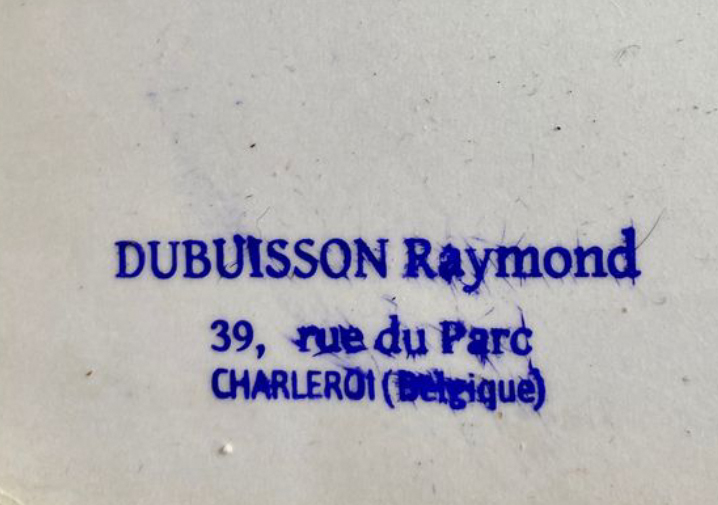 DUBUISSON Raymond
39, rue du Parc
CHARLEROI (Belgique)